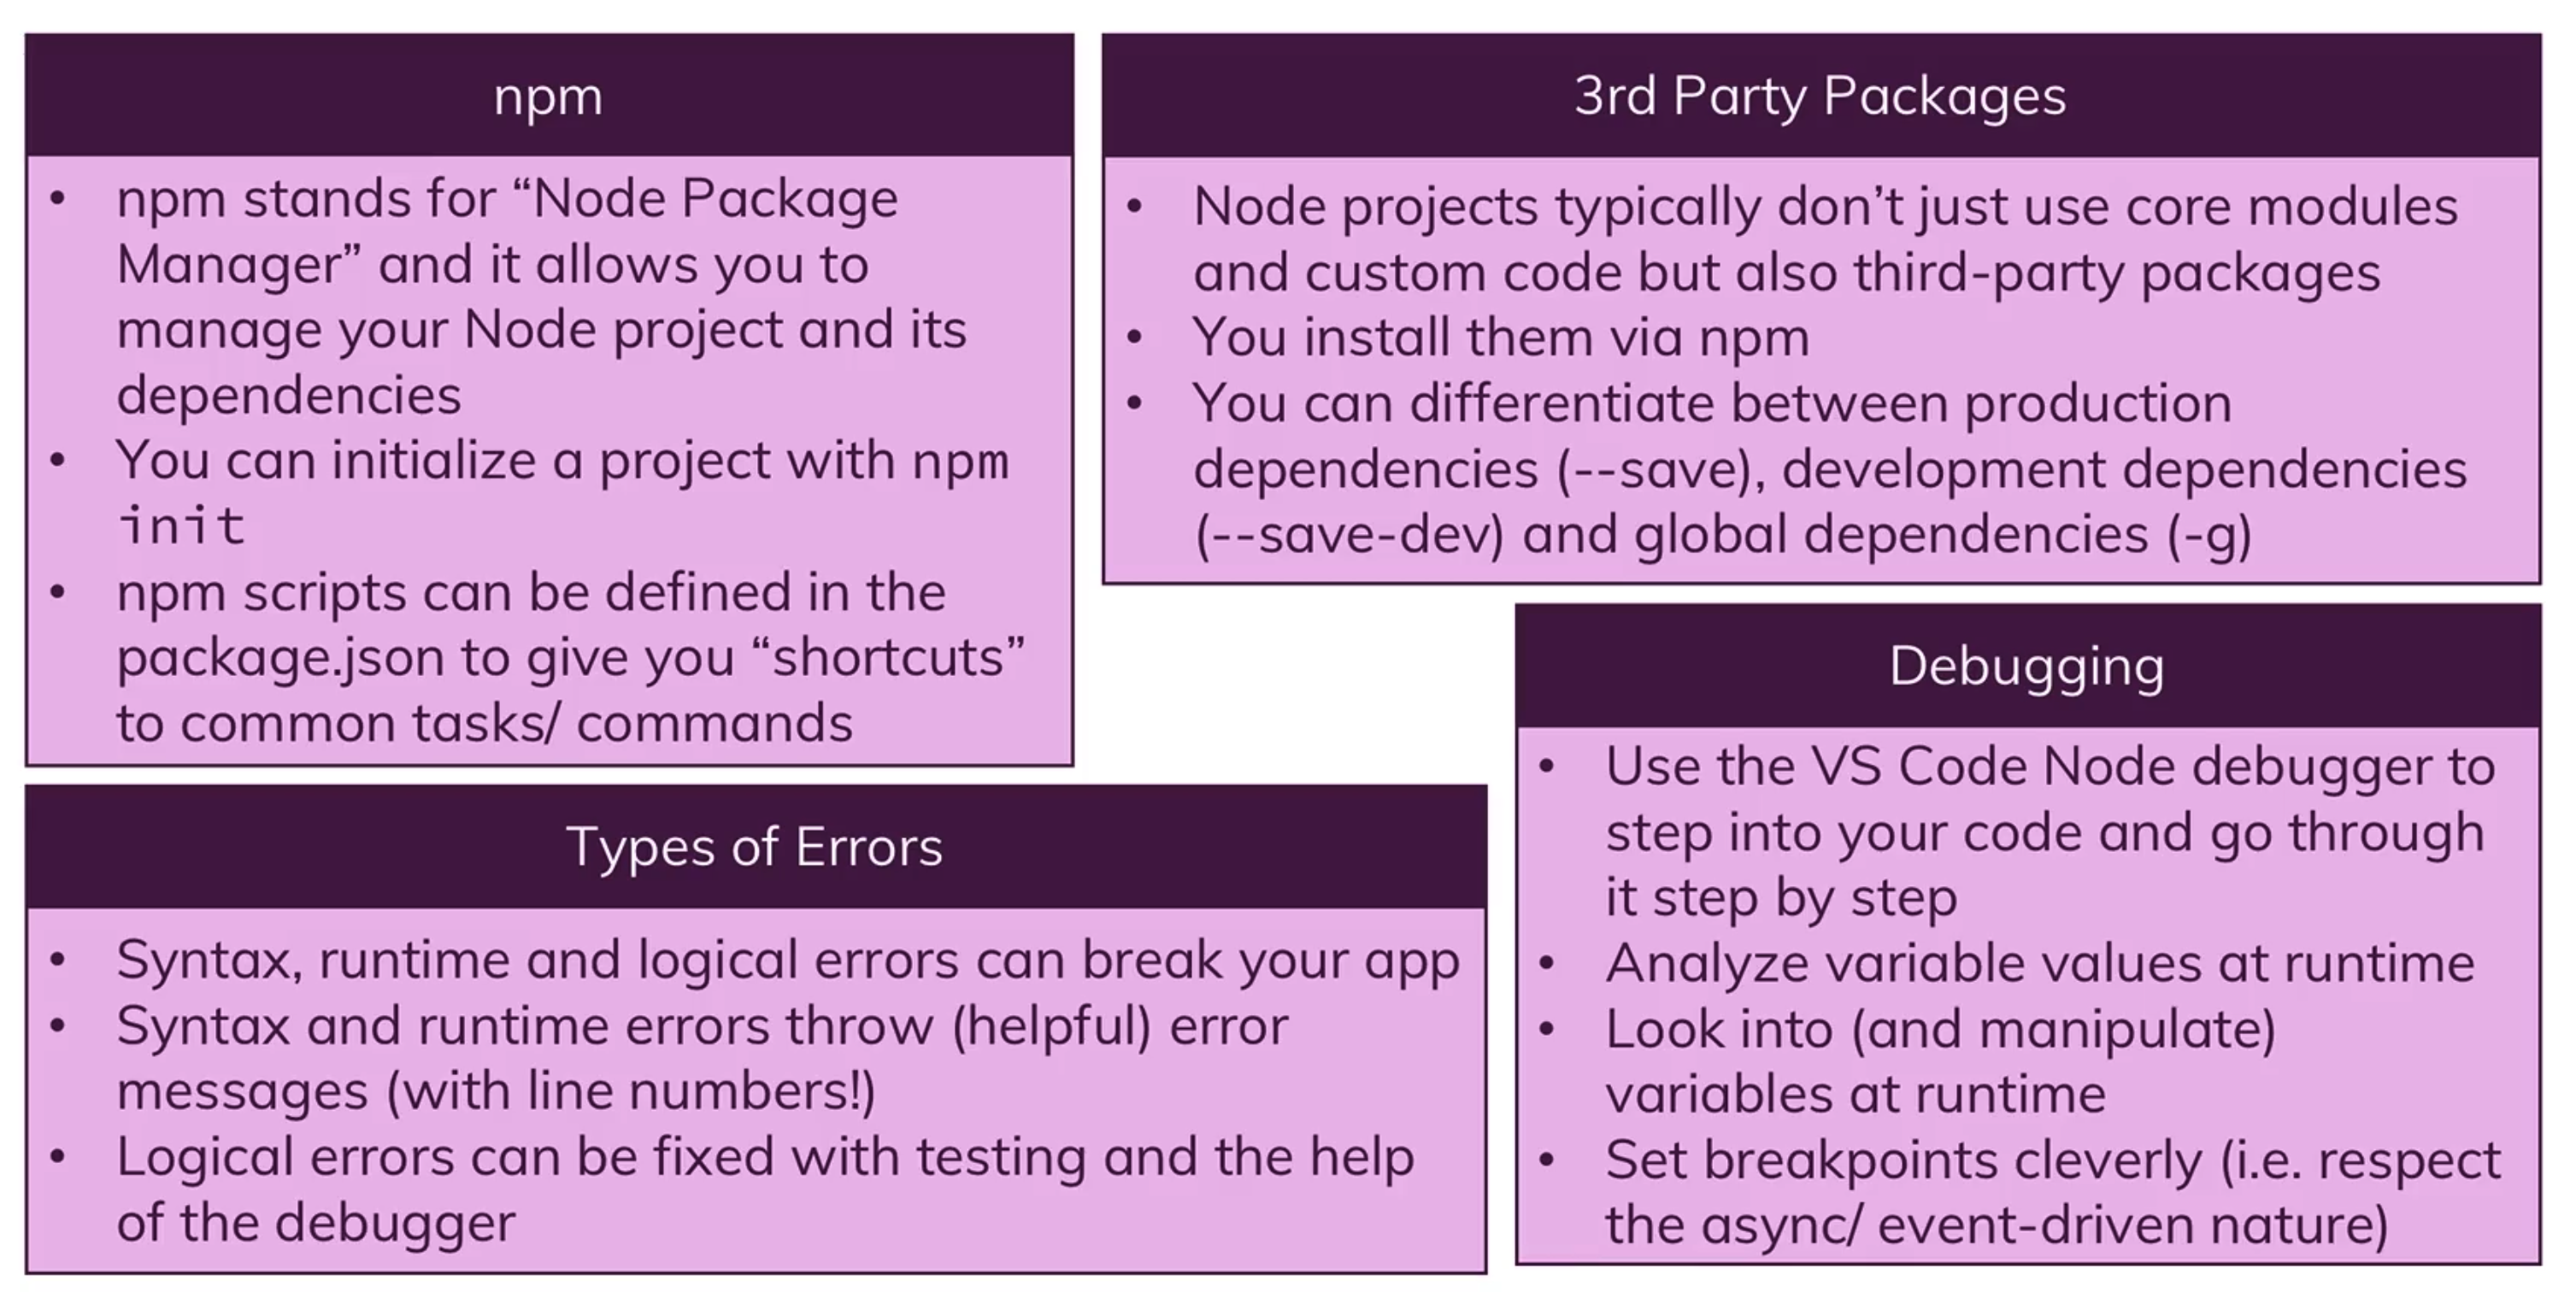 npm
• npm stands for “Node Package
Manager” and it allows you to
manage your Node project and its
dependencies
• You can initialize a project with npm
init
• npm scripts can be defined in the
package.json to give you “shortcuts”
to common tasks/ commands
3rd Party Packages
• Node projects typically don’t just use core modules
and custom code but also third-party packages
• You install them via npm
• You can differentiate between production
dependencies (--save), development dependencies
(--save-dev) and global dependencies (-g)
Types of Errors
• Syntax, runtime and logical errors can break your app
• Syntax and runtime errors throw (helpful) error
messages (with line numbers!)
• Logical errors can be fixed with testing and the help
of the debugger
Debugging
• Use the VS Code Node debugger to
step into your code and go through
it step by step
• Analyze variable values at runtime
• Look into (and manipulate)
variables at runtime
• Set breakpoints cleverly (i.e. respect
the async/ event-driven nature)